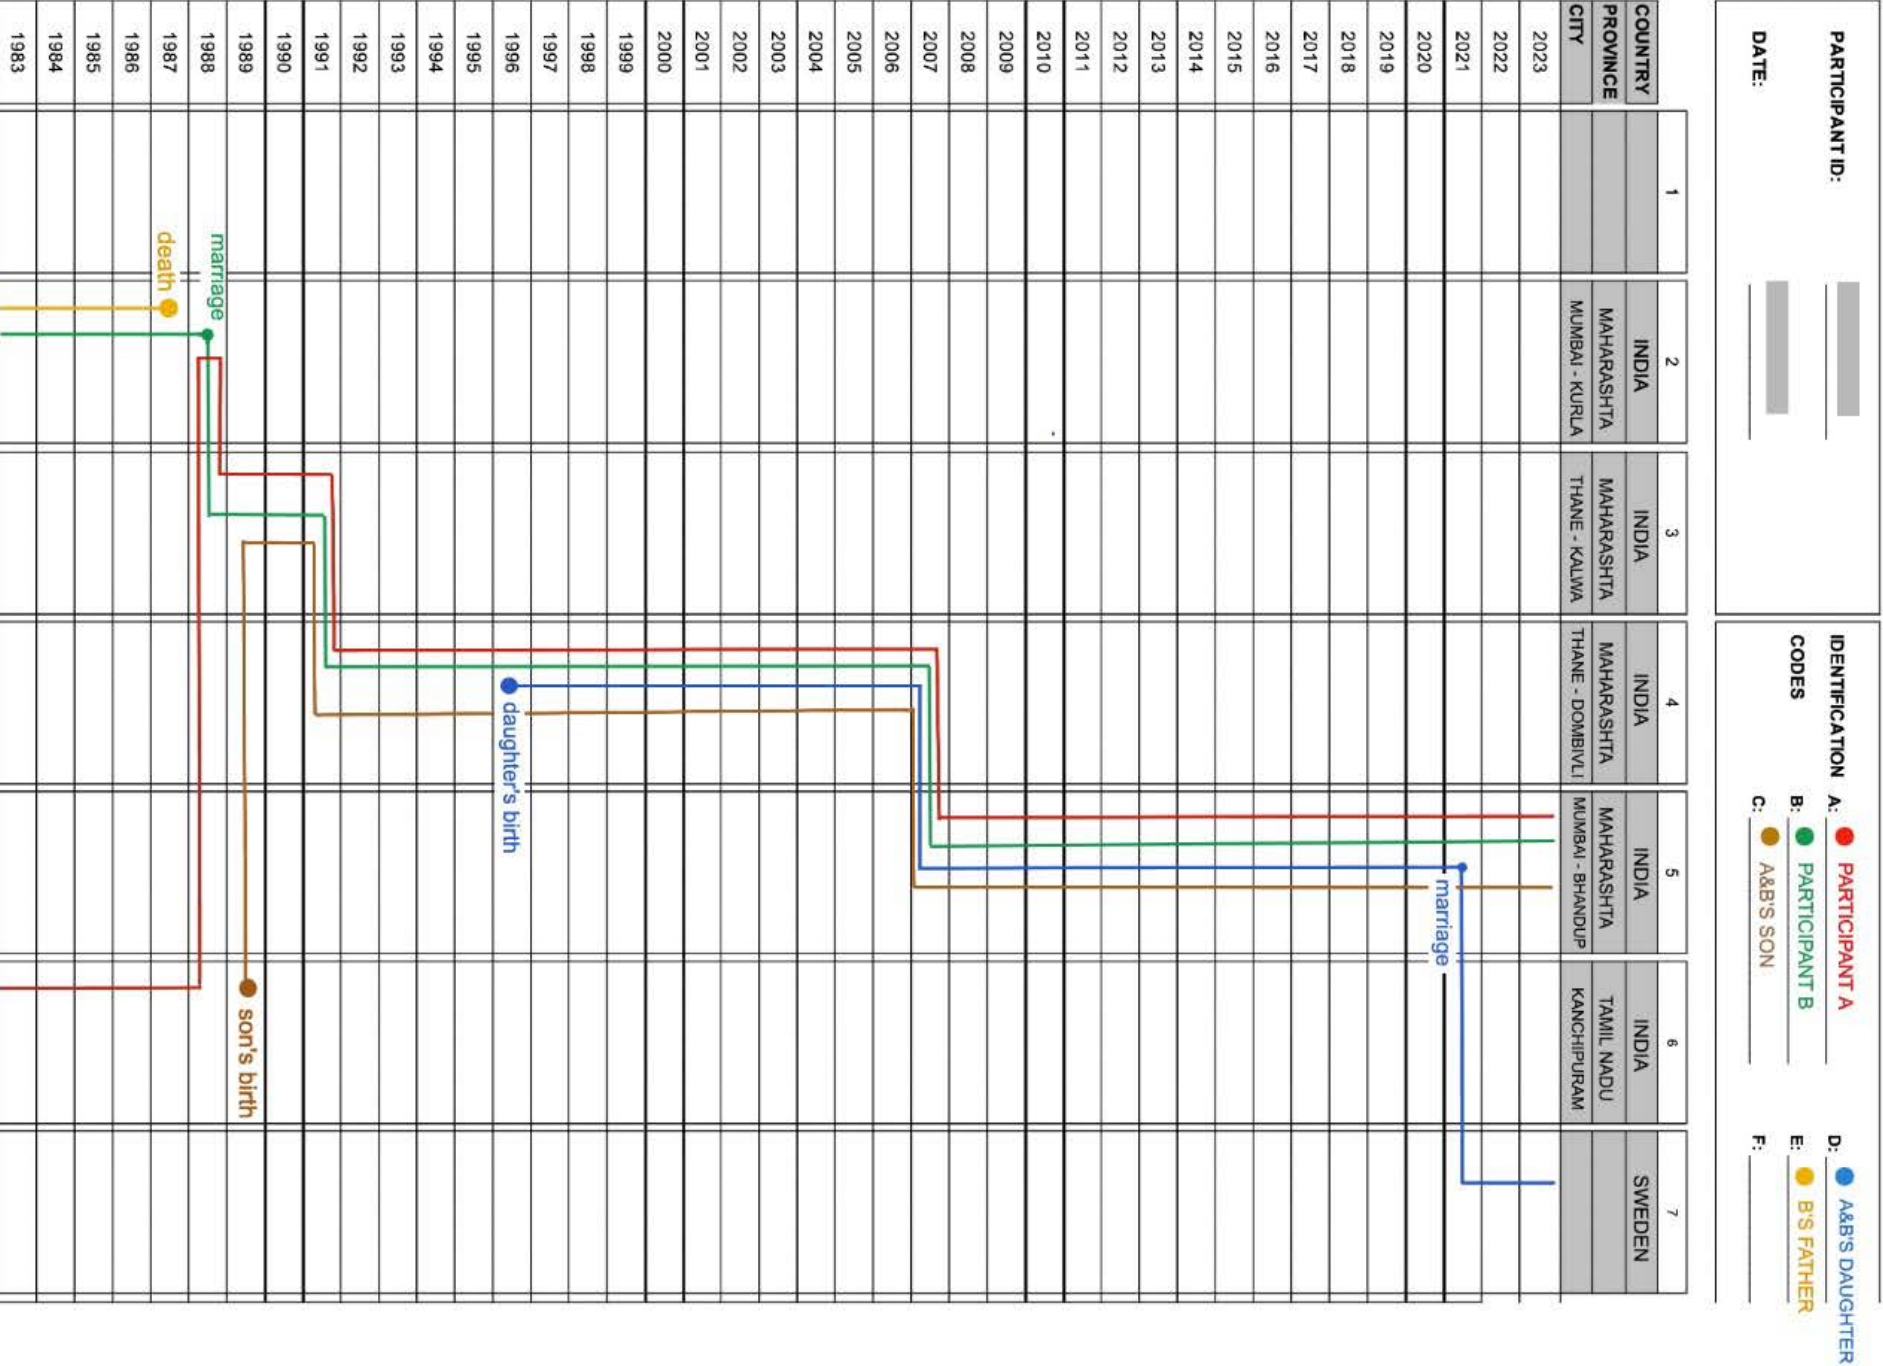 PARTICIPANT ID:
DATE:
IDENTIFICATION
CODES
A: PARTICIPANT A
B: PARTICIPANT B
C: A&B'S SON
D: A&B'S DAUGHTER
E: B'S FATHER
F:
1 2 3 4 5 6 7
COUNTRY INDIA INDIA INDIA INDIA INDIA SWEDEN
PROVINCE MAHARASHTA MAHARASHTA MAHARASHTA MAHARASHTA TAMIL NADU
CITY MUMBAI - KURLA THANE - KALWA THANE - DOMBIVLI MUMBAI - BHANDUP KANCHIPURAM
2023
2022
2021
2020 marriage
2019
2018
2017
2016
2015
2014
2013
2012
2011
2010
2009
2008
2007
2006
2005
2004
2003
2002
2001
2000
1999
1998
1997
1996 daughter's birth
1995
1994
1993
1992
1991
1990
1989 son's birth
1988 marriage
1987 death
1986
1985
1984
1983